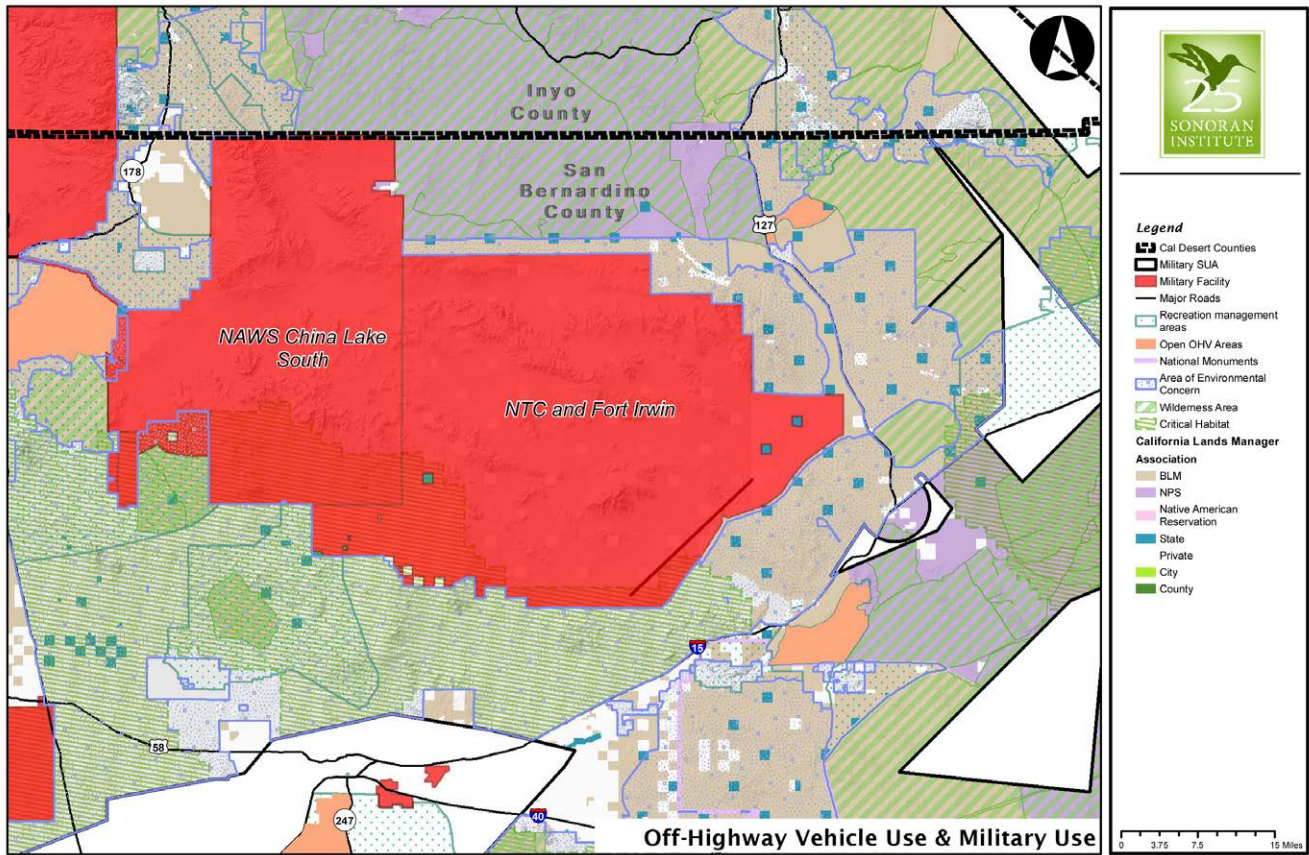 Inyo
County
San
Bernardino
County
178
127
NAWS China Lake
South
NTC and Fort Irwin
15
58
247
40
Off-Highway Vehicle Use & Military Use
25
SONORAN
INSTITUTE
Legend
Cal Desert Counties
Military SUA
Military Facility
Major Roads
Recreation management
areas
Open OHV Areas
National Monuments
Area of Environmental
Concern
Wilderness Area
Critical Habitat
California Lands Manager
Association
BLM
NPS
Native American
Reservation
State
Private
City
County
0 3.75 7.5 15 Miles